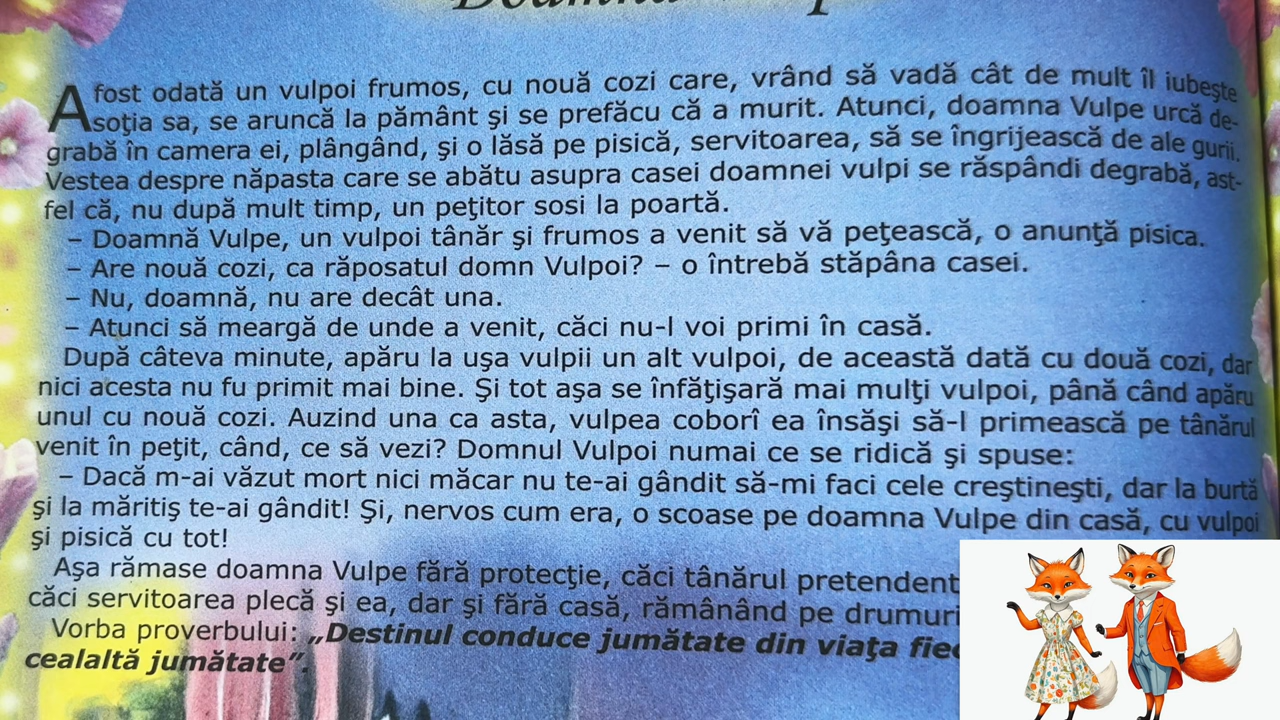 Doamna
A fost odată un vulpoi frumos, cu nouă cozi care, vrând să vadă cât de mult îl iubeşte
soţia sa, se aruncă la pământ şi se prefăcu că a murit. Atunci, doamna Vulpe urcă de-
grabă în camera ei, plângând, şi o lăsă pe pisică, servitoarea, să se îngrijească de ale gurii.
Vestea despre năpasta care se abătu asupra casei doamnei vulpi se răspândi degrabă, ast-
fel că, nu după mult timp, un peţitor sosi la poartă.
– Doamnă Vulpe, un vulpoi tânăr şi frumos a venit să vă peţească, o anunţă pisica.
– Are nouă cozi, ca răposatul domn Vulpoi? – o întrebă stăpâna casei.
– Nu, doamnă, nu are decât una.
– Atunci să meargă de unde a venit, căci nu-l voi primi în casă.
După câteva minute, apăru la uşa vulpii un alt vulpoi, de această dată cu două cozi, dar
nici acesta nu fu primit mai bine. Şi tot aşa se înfăţişară mai mulţi vulpoi, până când apăru
unul cu nouă cozi. Auzind una ca asta, vulpea coborî ea însăşi să-l primească pe tânărul
venit în peţit, când, ce să vezi? Domnul Vulpoi numai ce se ridică şi spuse:
– Dacă m-ai văzut mort nici măcar nu te-ai gândit să-mi faci cele creştineşti, dar la burtă
şi la măritiş te-ai gândit! Şi, nervos cum era, o scoase pe doamna Vulpe din casă, cu vulpoi
şi pisică cu tot!
Aşa rămase doamna Vulpe fără protecţie, căci tânărul pretendent
căci servitoarea plecă şi ea, dar şi fără casă, rămânând pe drumuri
Vorba proverbului: „Destinul conduce jumătate din viaţa
cealaltă jumătate”.